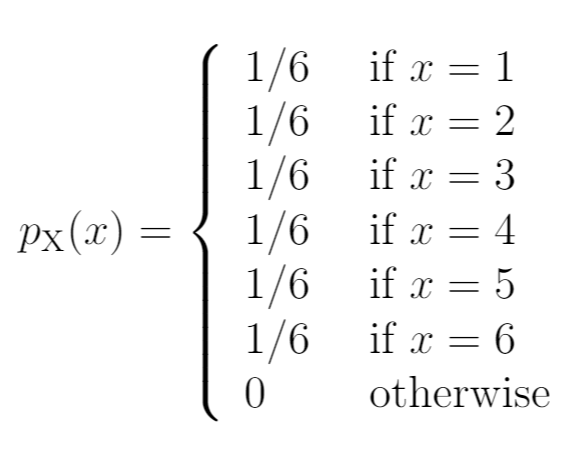 1/6 if x = 1
1/6 if x = 2
1/6 if x = 3
pX(x) = 1/6 if x = 4
1/6 if x = 5
1/6 if x = 6
0 otherwise